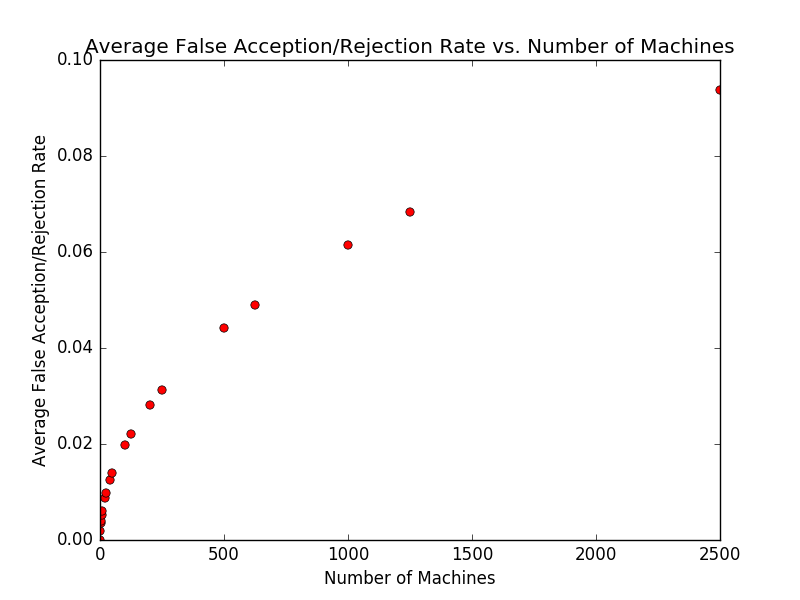 Average False Acception/Rejection Rate vs. Number of Machines
0.10
0.08
0.06
0.04
0.02
0.00
Average False Acception/Rejection Rate
0 500 1000 1500 2000 2500
Number of Machines